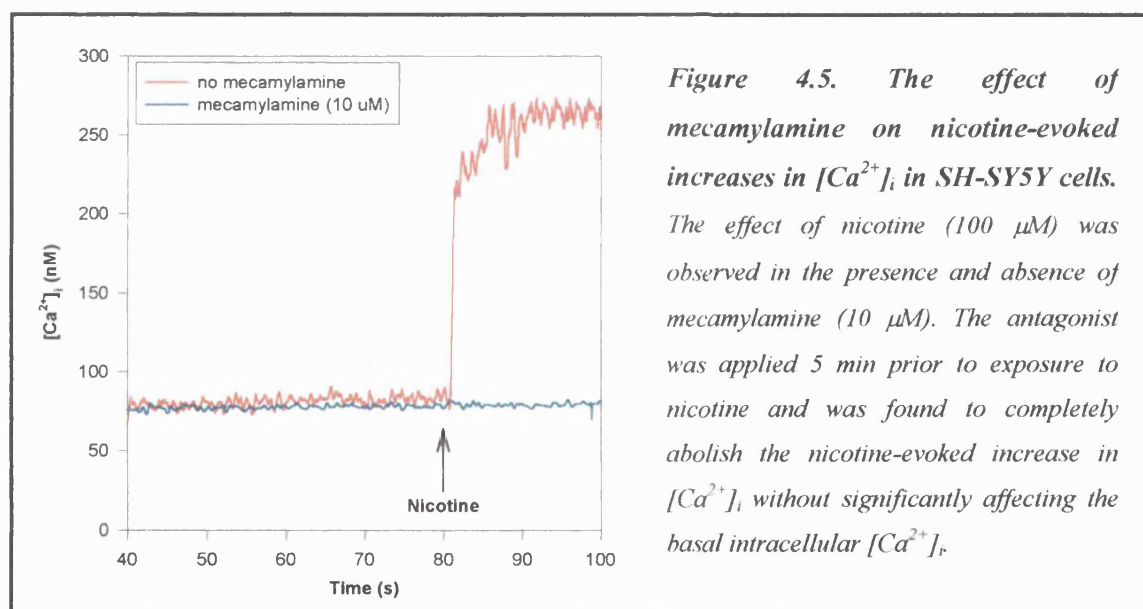 300
250
200
150
100
50
0
[Ca²⁺]ᵢ (nM)
no mecamylamine
mecamylamine (10 uM)
Nicotine
40 50 60 70 80 90 100
Time (s)
Figure 4.5. The effect of
mecamylamine on nicotine-evoked
increases in [Ca²⁺]ᵢ in SH-SY5Y cells.
The effect of nicotine (100 μM) was
observed in the presence and absence of
mecamylamine (10 μM). The antagonist
was applied 5 min prior to exposure to
nicotine and was found to completely
abolish the nicotine-evoked increase in
[Ca²⁺]ᵢ without significantly affecting the
basal intracellular [Ca²⁺]ᵢ.